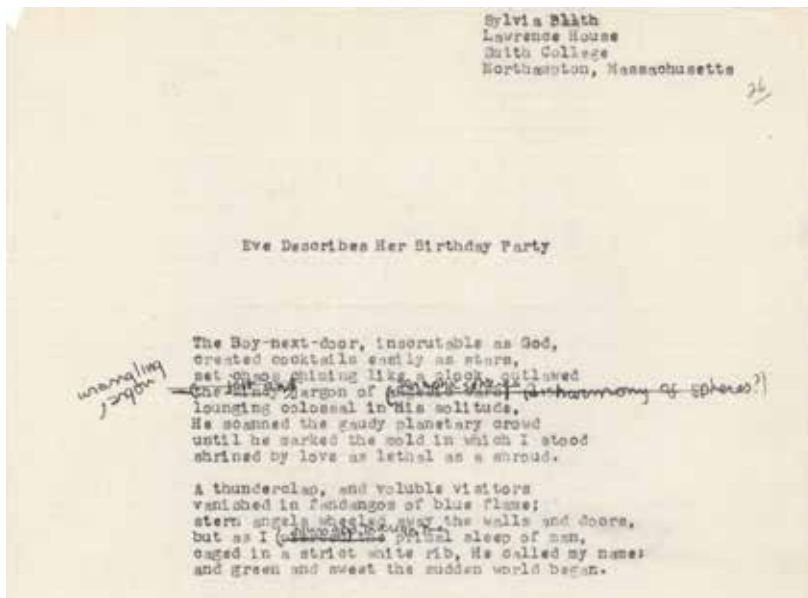 Sylvia Plath
Lawrence House
Smith College
Northampton, Massachusetts
26
Eve Describes Her Birthday Party
The Boy-next-door, inscrutable as God,
created cocktails easily as stars,
set chaos chiming like a clock, outlawed
wrangling
jargon
the jargon of (disharmony of spheres?)
lounging colossal in His solitude,
He scanned the gaudy planetary crowd
until he marked the mold in which I stood
shrined by love as lethal as a shroud.
A thunderclap, and voluble visitors
vanished in fandangos of blue flame;
stern angels wheeled away the walls and doors,
but as I the primal sleep of man,
caged in a strict white rib, He called my name:
and green and sweet the sudden world began.